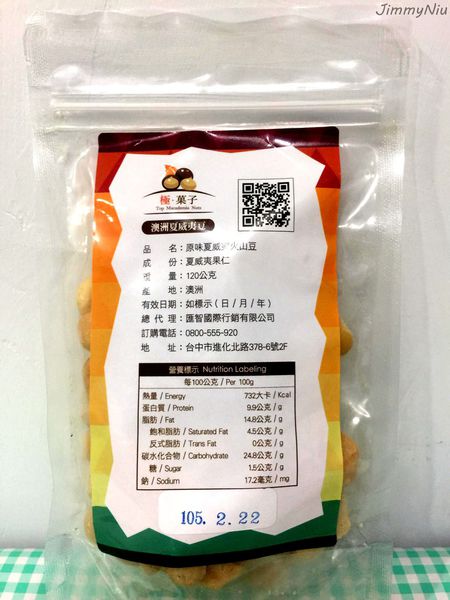 JimmyNiu
極·菓子
Top Macadamia Nuts
澳洲夏威夷豆
品 名：原味夏威夷火山豆
成 份：夏威夷果仁
重 量：120公克
產 地：澳洲
有效日期：如標示（日／月／年）
總 代 理：匯智國際行銷有限公司
訂購電話：0800-555-920
地 址：台中市進化北路378-6號2F
營養標示 Nutrition Labeling
每100公克 / Per 100g
熱量 / Energy 732大卡 / Kcal
蛋白質 / Protein 9.9公克 / g
脂肪 / Fat 14.8公克 / g
飽和脂肪 / Saturated Fat 4.5公克 / g
反式脂肪 / Trans Fat 0公克 / g
碳水化合物 / Carbohydrate 24.8公克 / g
糖 / Sugar 1.5公克 / g
鈉 / Sodium 17.2毫克 / mg
105. 2. 22